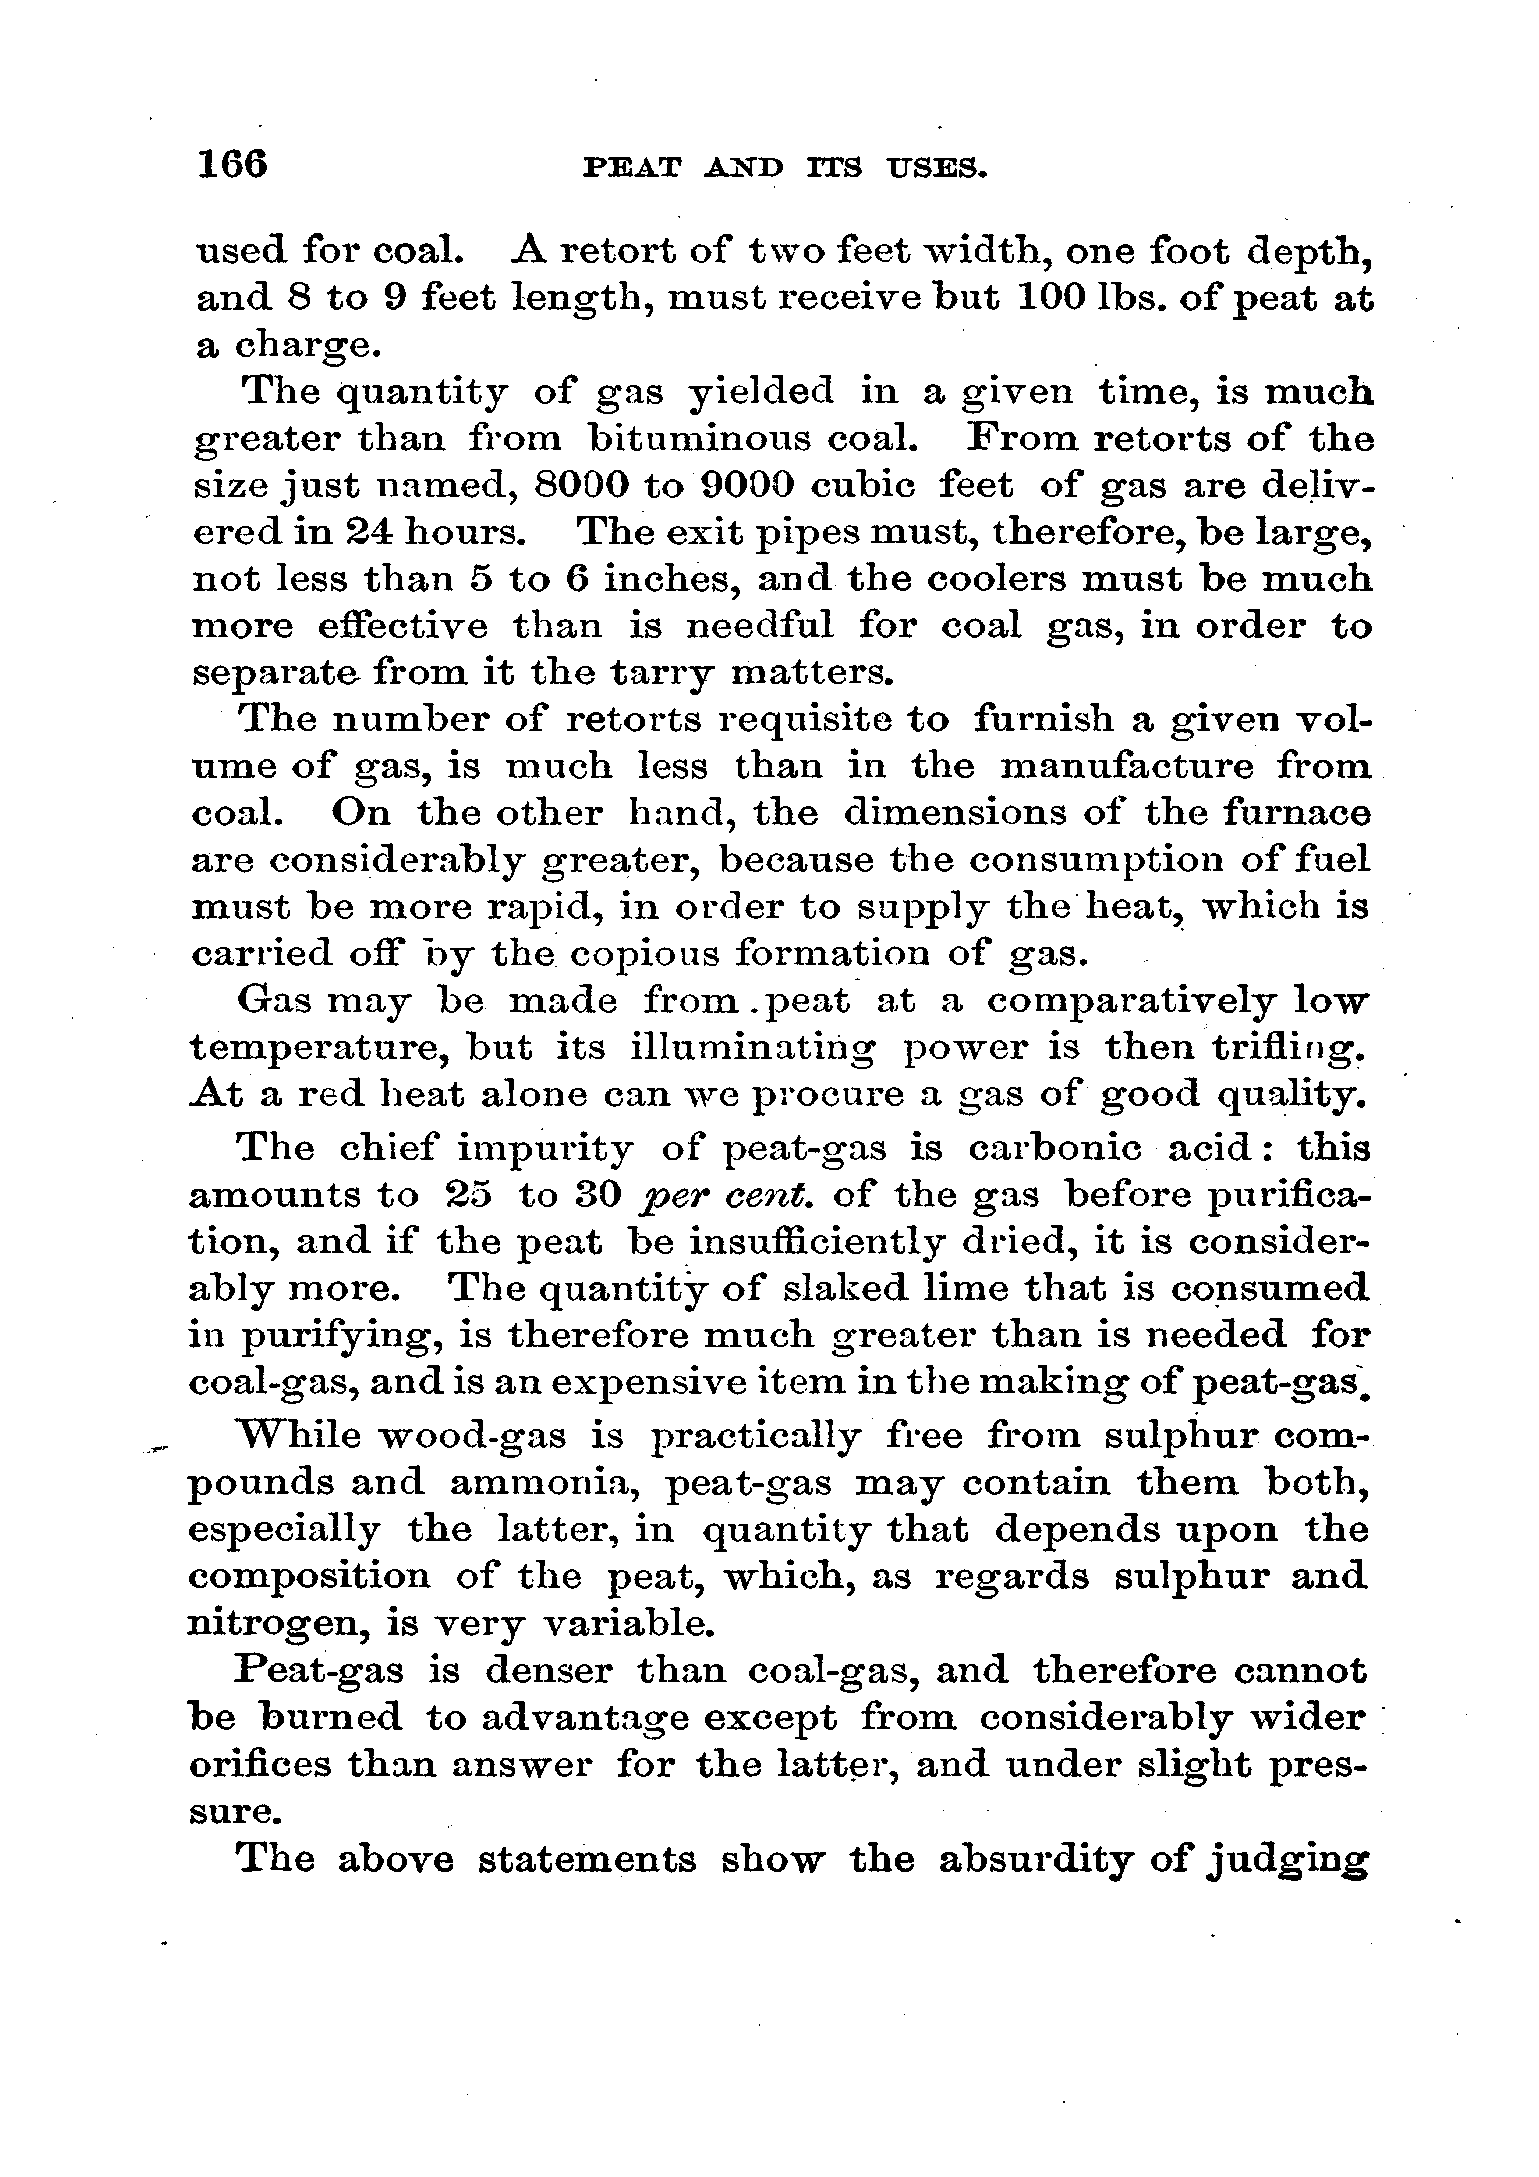 166 PEAT AND ITS USES.
used for coal. A retort of two feet width, one foot depth,
and 8 to 9 feet length, must receive but 100 lbs. of peat at
a charge.
The quantity of gas yielded in a given time, is much
greater than from bituminous coal. From retorts of the
size just named, 8000 to 9000 cubic feet of gas are deliv-
ered in 24 hours. The exit pipes must, therefore, be large,
not less than 5 to 6 inches, and the coolers must be much
more effective than is needful for coal gas, in order to
separate from it the tarry matters.
The number of retorts requisite to furnish a given vol-
ume of gas, is much less than in the manufacture from
coal. On the other hand, the dimensions of the furnace
are considerably greater, because the consumption of fuel
must be more rapid, in order to supply the heat, which is
carried off by the copious formation of gas.
Gas may be made from peat at a comparatively low
temperature, but its illuminating power is then trifling.
At a red heat alone can we procure a gas of good quality.
The chief impurity of peat-gas is carbonic acid: this
amounts to 25 to 30 per cent. of the gas before purifica-
tion, and if the peat be insufficiently dried, it is consider-
ably more. The quantity of slaked lime that is consumed
in purifying, is therefore much greater than is needed for
coal-gas, and is an expensive item in the making of peat-gas.
While wood-gas is practically free from sulphur com-
pounds and ammonia, peat-gas may contain them both,
especially the latter, in quantity that depends upon the
composition of the peat, which, as regards sulphur and
nitrogen, is very variable.
Peat-gas is denser than coal-gas, and therefore cannot
be burned to advantage except from considerably wider
orifices than answer for the latter, and under slight pres-
sure.
The above statements show the absurdity of judging